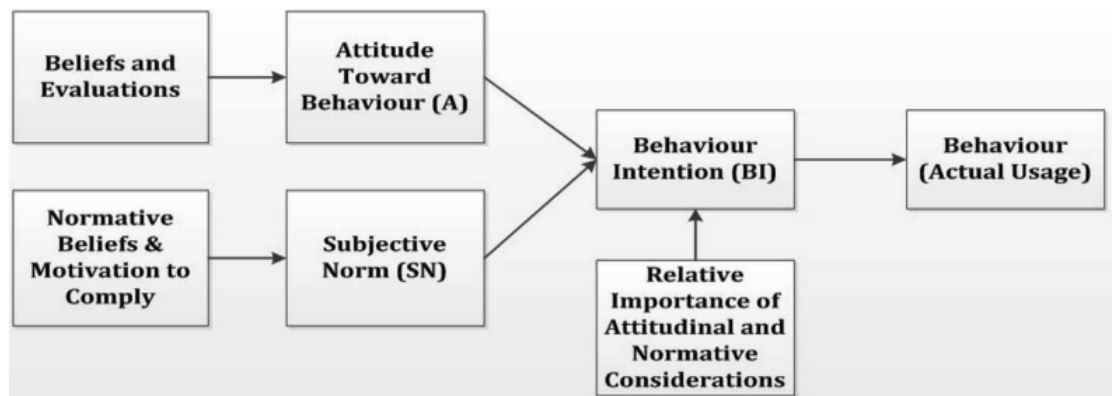 Beliefs and
Evaluations
Attitude
Toward
Behaviour (A)
Normative
Beliefs &
Motivation to
Comply
Subjective
Norm (SN)
Behaviour
Intention (BI)
Relative
Importance of
Attitudinal and
Normative
Considerations
Behaviour
(Actual Usage)